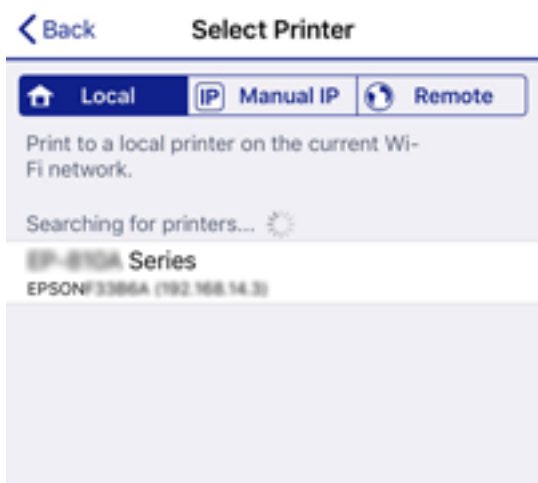 Back
Select Printer
Local
IP Manual IP
Remote
Print to a local printer on the current Wi-
Fi network.
Searching for printers...
Series
EPSON